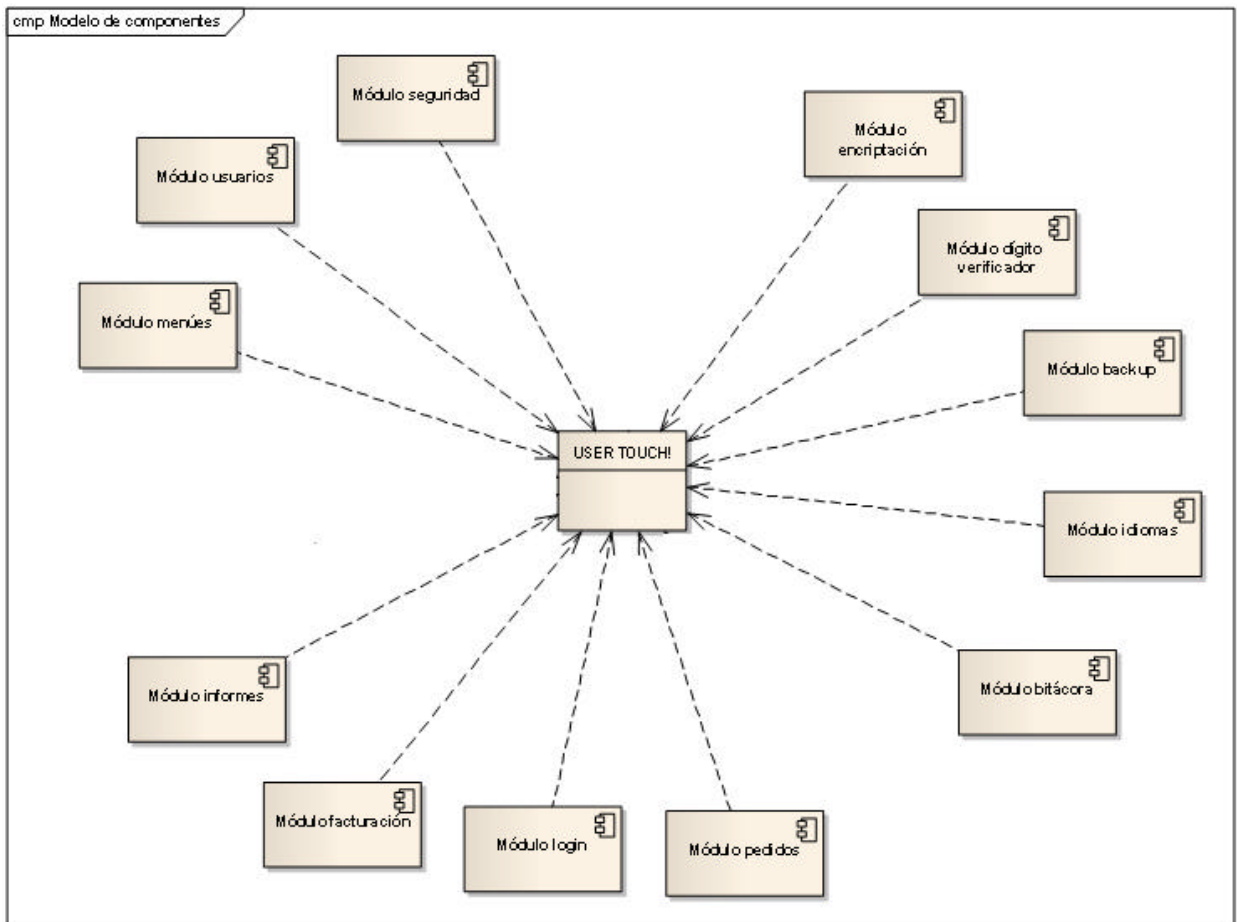 cmp Modelo de componentes
Módulo seguridad
Módulo
encriptación
Módulo usuarios
Módulo dígito
verificador
Módulo menúes
Módulo backup
USER TOUCH!
Módulo idiomas
Módulo informes
Módulo bitácora
Módulo facturación
Módulo login
Módulo pedidos